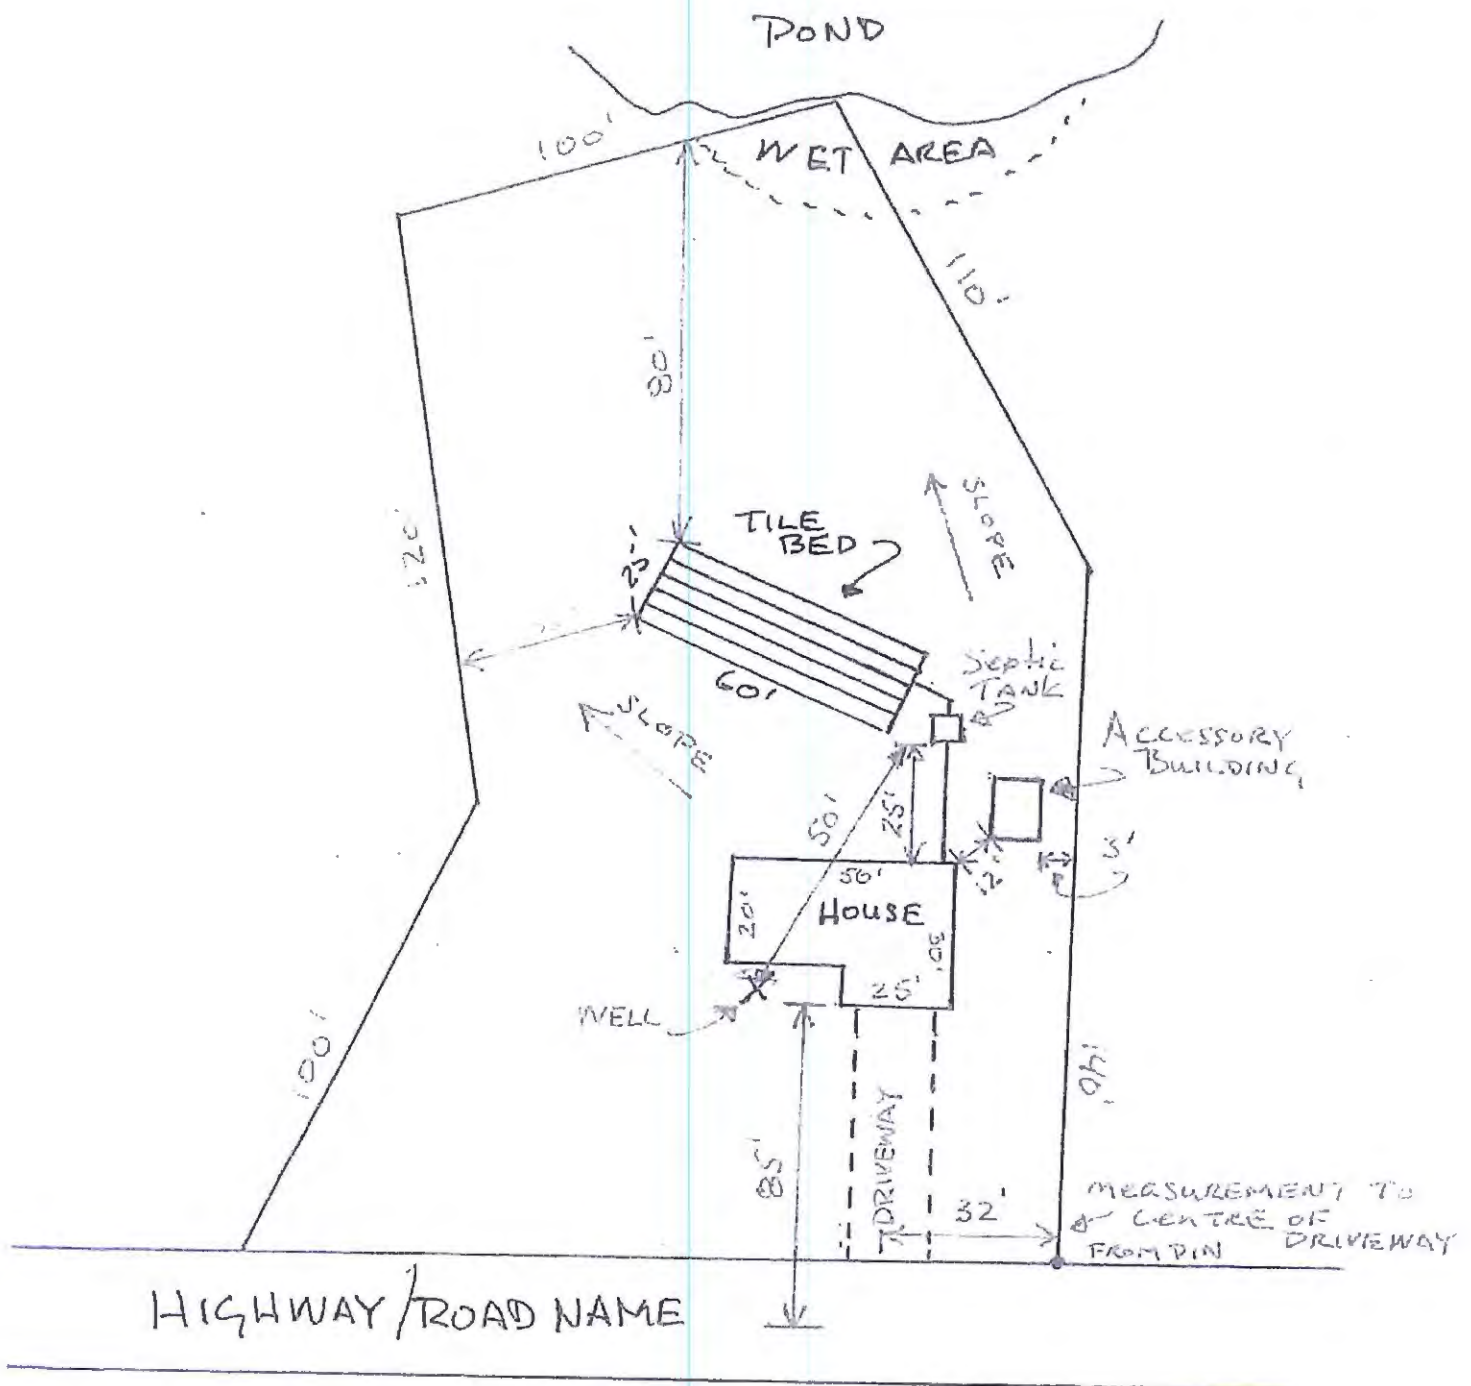 POND
100'
WET AREA
110'
80'
SLOPE
TILE
BED
25'
120'
60'
Septic
TANK
SLOPE
ACCESSORY
BUILDING
50'
25'
12'
3'
50'
20'
HOUSE
30'
25'
WELL
100'
140'
85'
DRIVEWAY
32'
MEASUREMENT TO
CENTRE OF
DRIVEWAY
FROM PIN
HIGHWAY/ROAD NAME